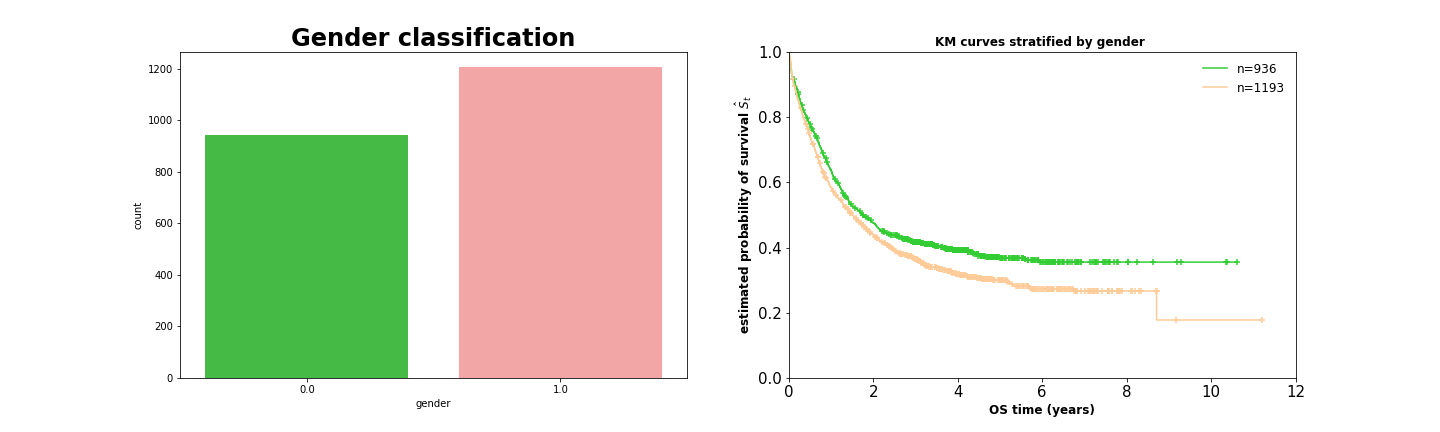 Gender classification
1200
1000
800
600
400
200
0
count
0.0 1.0
gender
KM curves stratified by gender
1.0
0.8
0.6
0.4
0.2
0.0
estimated probability of survival Ŝt
n=936
n=1193
0 2 4 6 8 10 12
OS time (years)